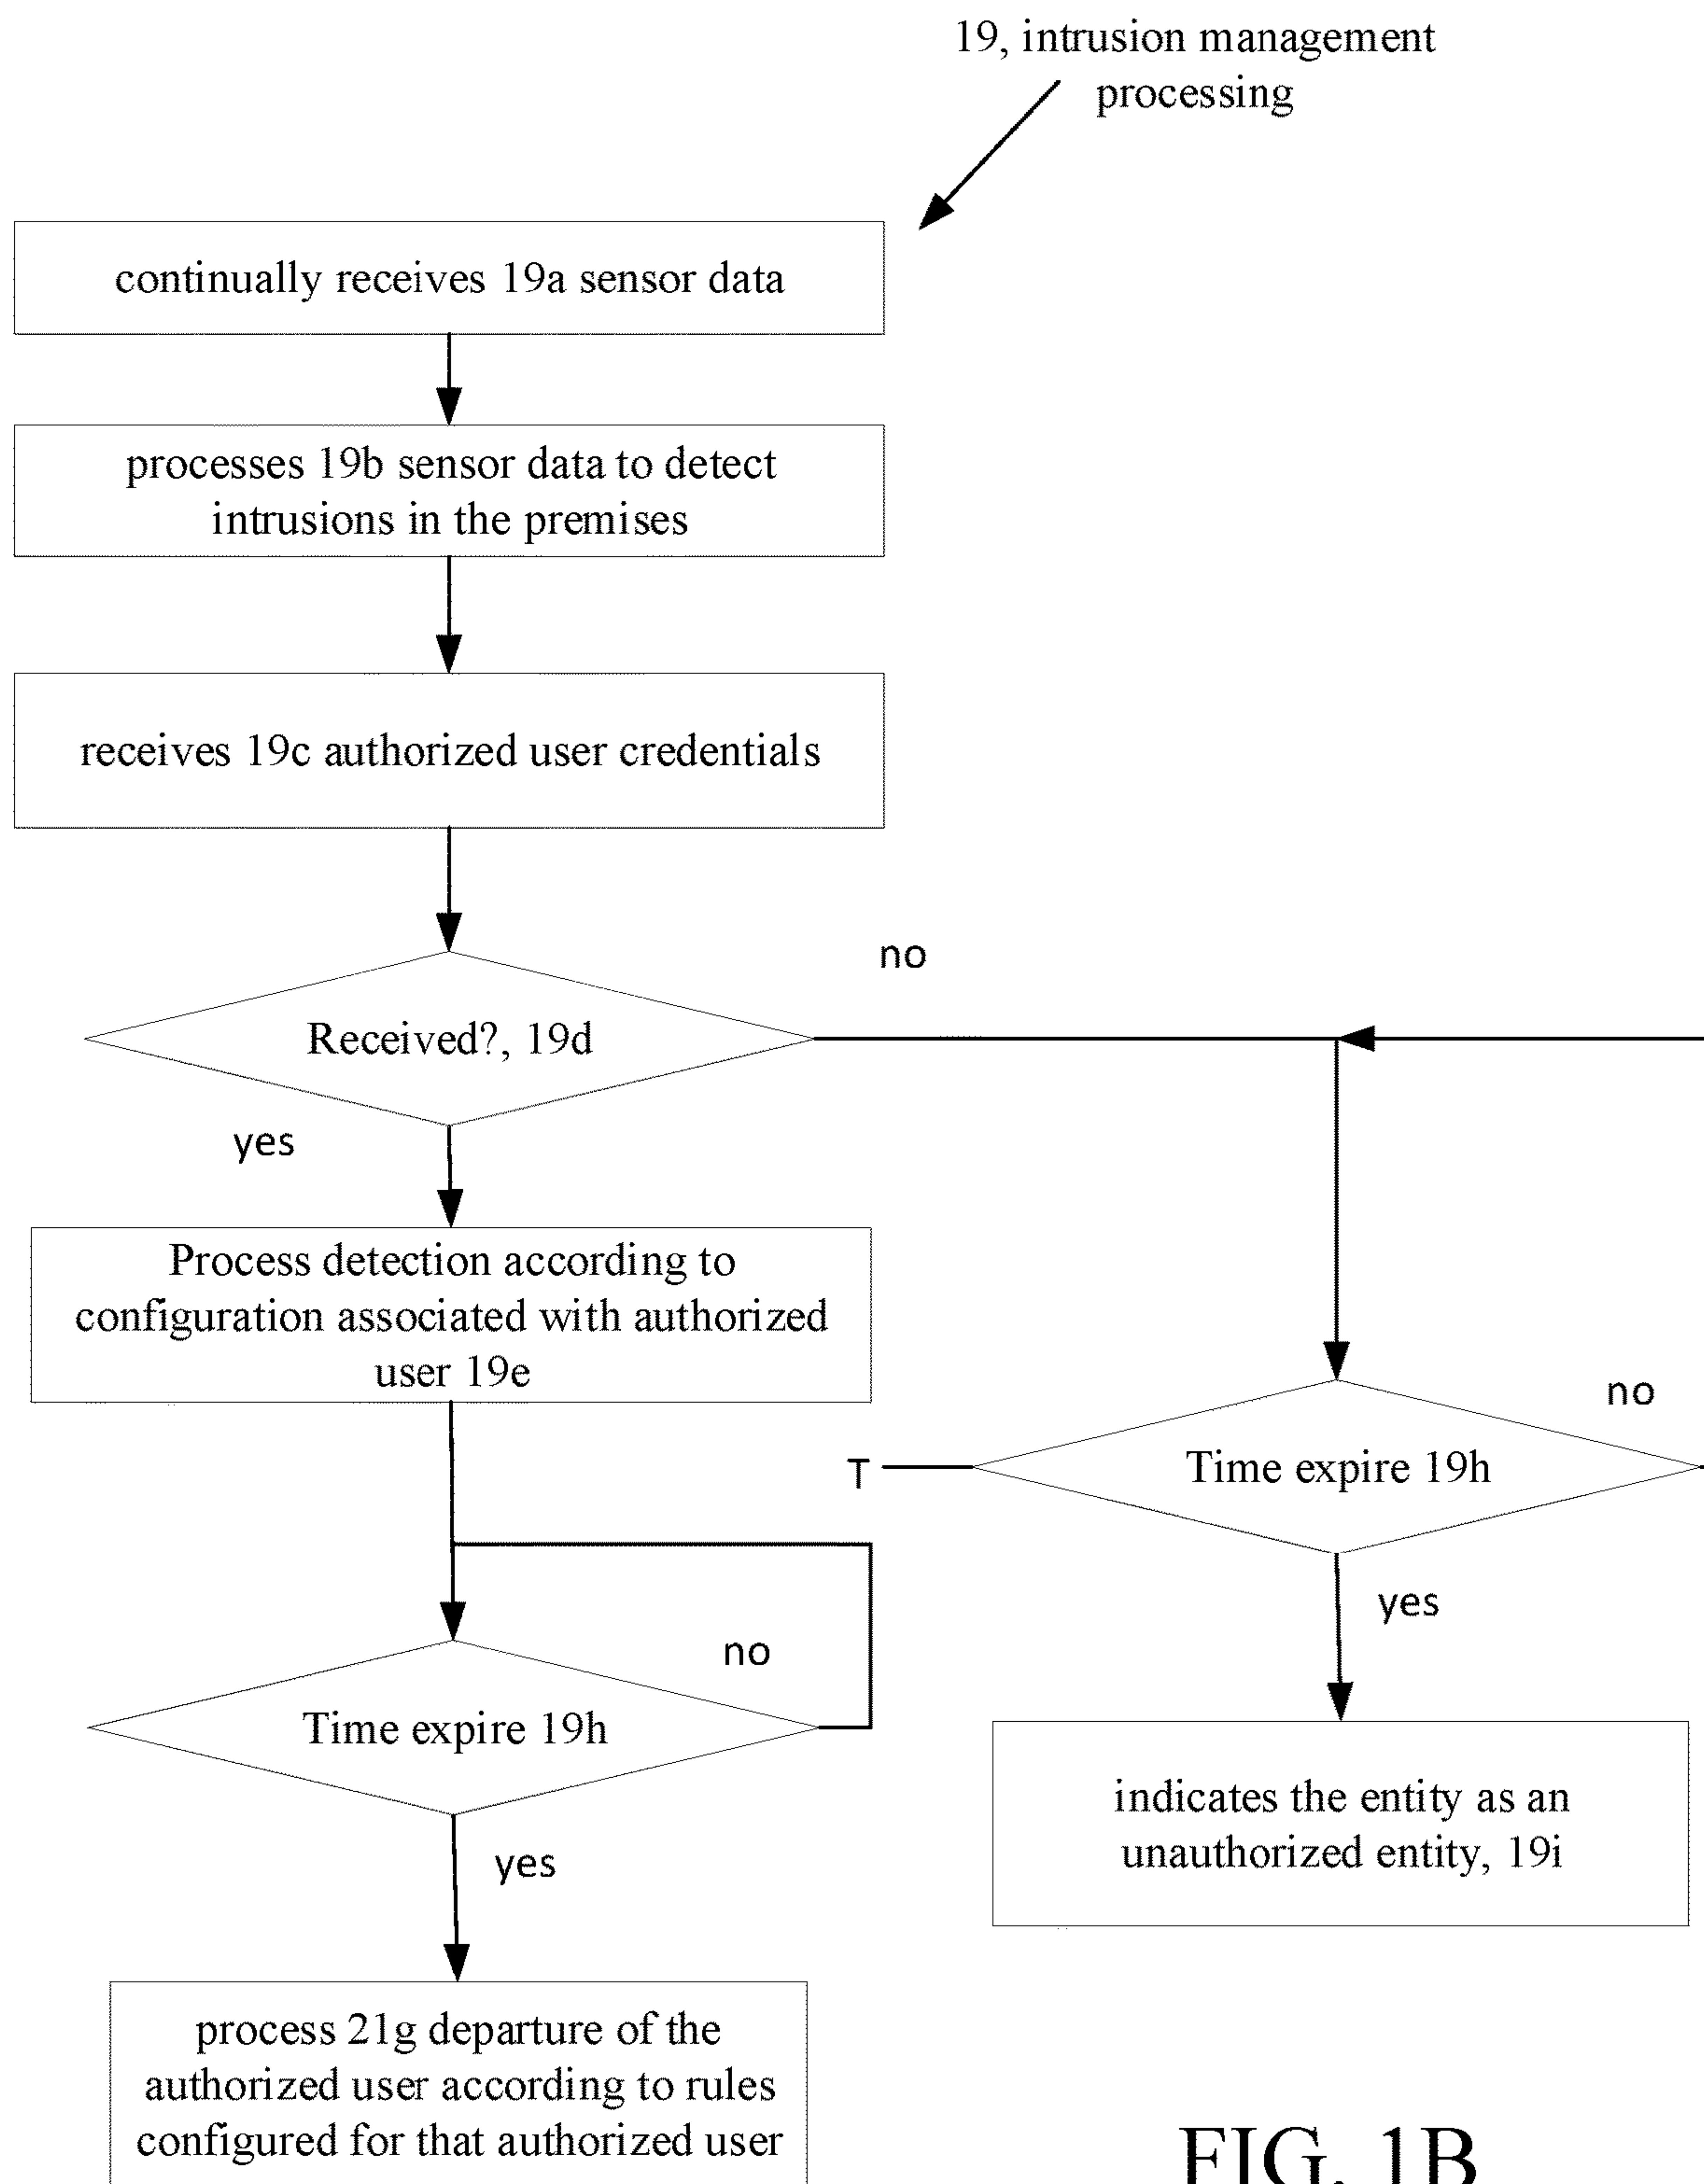 19, intrusion management
processing
continually receives 19a sensor data
processes 19b sensor data to detect
intrusions in the premises
receives 19c authorized user credentials
no
Received?, 19d
yes
Process detection according to
configuration associated with authorized
user 19e
no
T
Time expire 19h
yes
no
Time expire 19h
indicates the entity as an
unauthorized entity, 19i
yes
process 21g departure of the
authorized user according to rules
configured for that authorized user
FIG. 1B